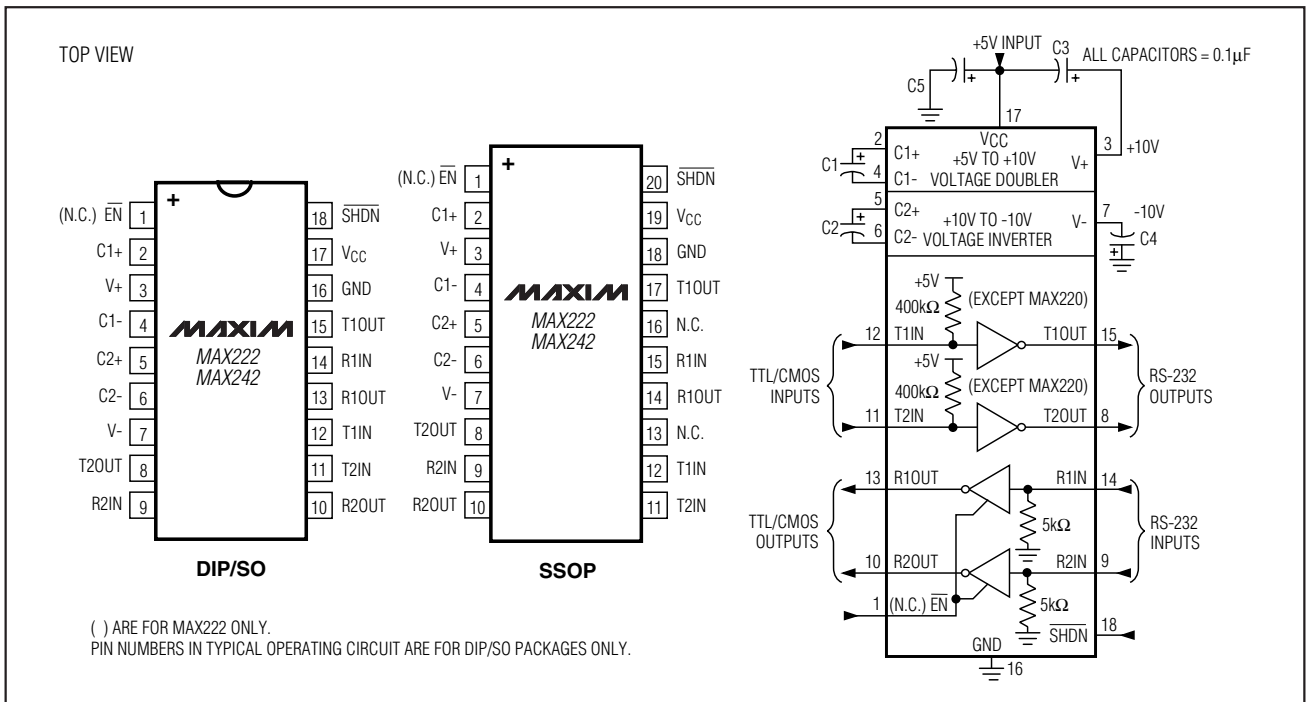 TOP VIEW
(N.C.) EN 1
C1+ 2
V+ 3
C1- 4
C2+ 5
C2- 6
V- 7
T2OUT 8
R2IN 9
+
MAXIM
MAX222
MAX242
18 SHDN
17 VCC
16 GND
15 T1OUT
14 R1IN
13 R1OUT
12 T1IN
11 T2IN
10 R2OUT
DIP/SO
(N.C.) EN 1
C1+ 2
V+ 3
C1- 4
C2+ 5
C2- 6
V- 7
T2OUT 8
R2IN 9
R2OUT 10
+
MAXIM
MAX222
MAX242
20 SHDN
19 VCC
18 GND
17 T1OUT
16 N.C.
15 R1IN
14 R1OUT
13 N.C.
12 T1IN
11 T2IN
SSOP
( ) ARE FOR MAX222 ONLY.
PIN NUMBERS IN TYPICAL OPERATING CIRCUIT ARE FOR DIP/SO PACKAGES ONLY.
+5V INPUT
C3
ALL CAPACITORS = 0.1μF
C5
+
+
17
VCC
2
C1+
C1
+
4
C1-
+5V TO +10V
VOLTAGE DOUBLER
V+
3
+10V
5
C2+
C2
+
6
C2-
+10V TO -10V
VOLTAGE INVERTER
V-
7
-10V
C4
+
+5V
400kΩ
(EXCEPT MAX220)
12
T1IN
T1OUT
15
+5V
400kΩ
(EXCEPT MAX220)
11
T2IN
T2OUT
8
TTL/CMOS
INPUTS
RS-232
OUTPUTS
13
R1OUT
R1IN
14
5kΩ
TTL/CMOS
OUTPUTS
RS-232
INPUTS
10
R2OUT
R2IN
9
5kΩ
1
(N.C.) EN
SHDN
18
GND
16